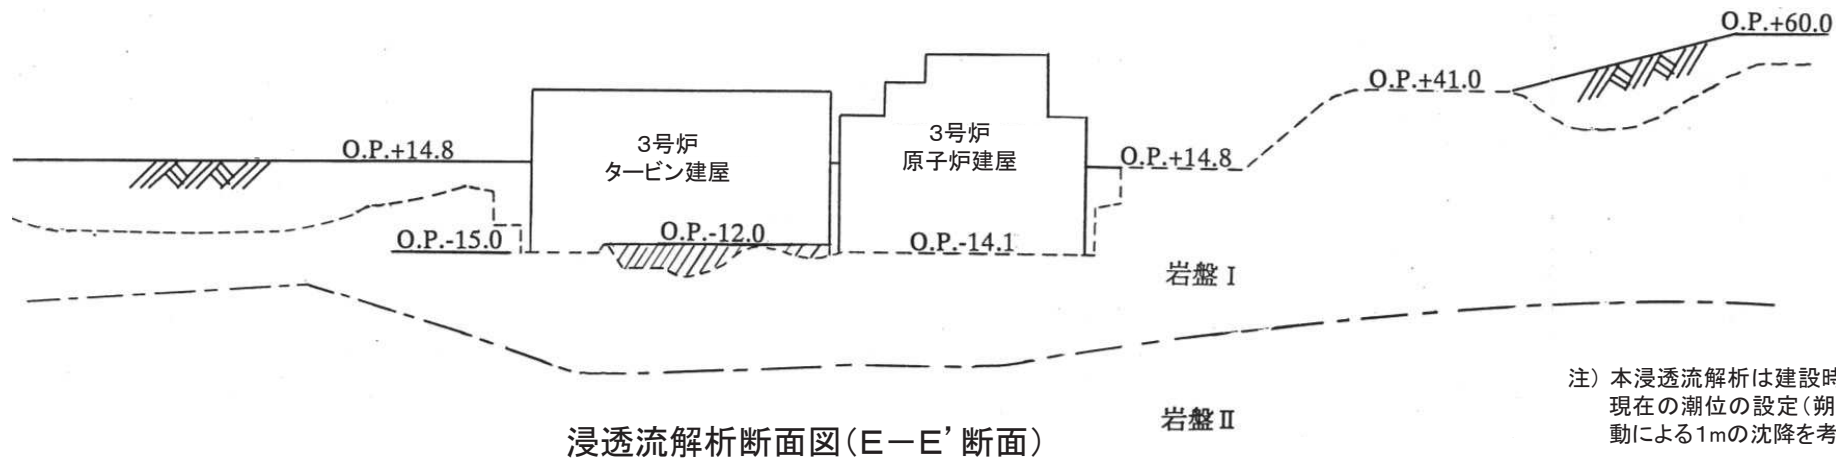 O.P.+60.0
O.P.+41.0
O.P.+14.8
3号炉
タービン建屋
3号炉
原子炉建屋
O.P.+14.8
O.P.-15.0
O.P.-12.0
O.P.-14.1
岩盤Ⅰ
岩盤Ⅱ
注) 本浸透流解析は建設時
現在の潮位の設定(朔
動による1mの沈降を考
浸透流解析断面図(E－E’断面)